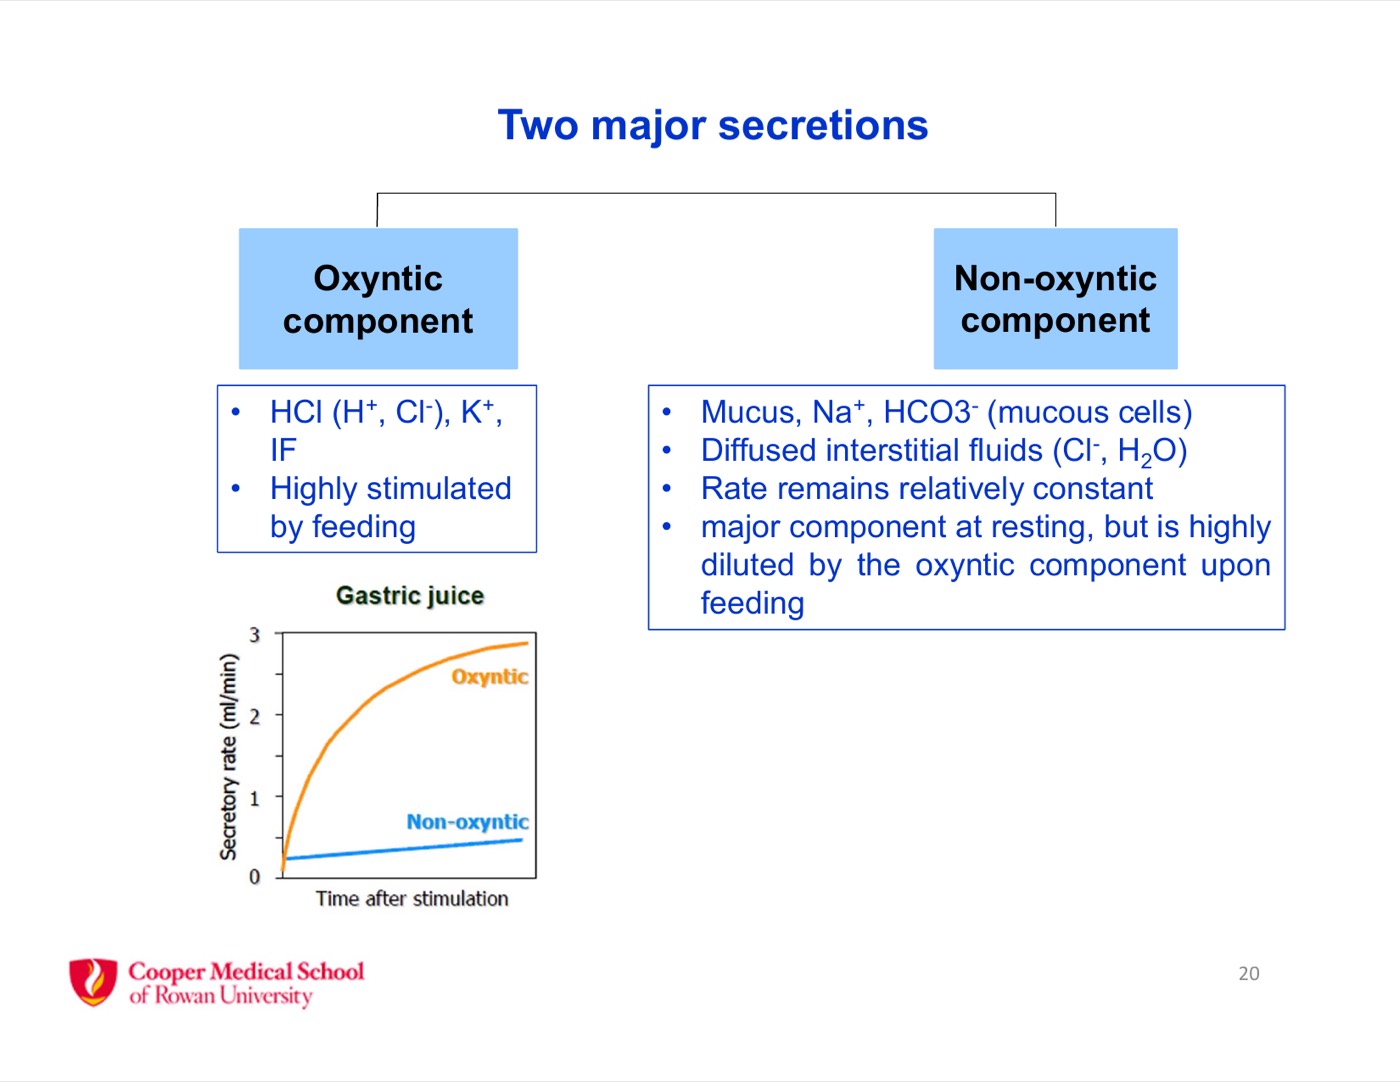 Two major secretions
Oxyntic
component
Non-oxyntic
component
• HCl (H⁺, Cl⁻), K⁺,
IF
• Highly stimulated
by feeding
• Mucus, Na⁺, HCO3⁻ (mucous cells)
• Diffused interstitial fluids (Cl⁻, H₂O)
• Rate remains relatively constant
• major component at resting, but is highly
diluted by the oxyntic component upon
feeding
Gastric juice
Secretory rate (ml/min)
3
2
1
0
Oxyntic
Non-oxyntic
Time after stimulation
Cooper Medical School
of Rowan University
20